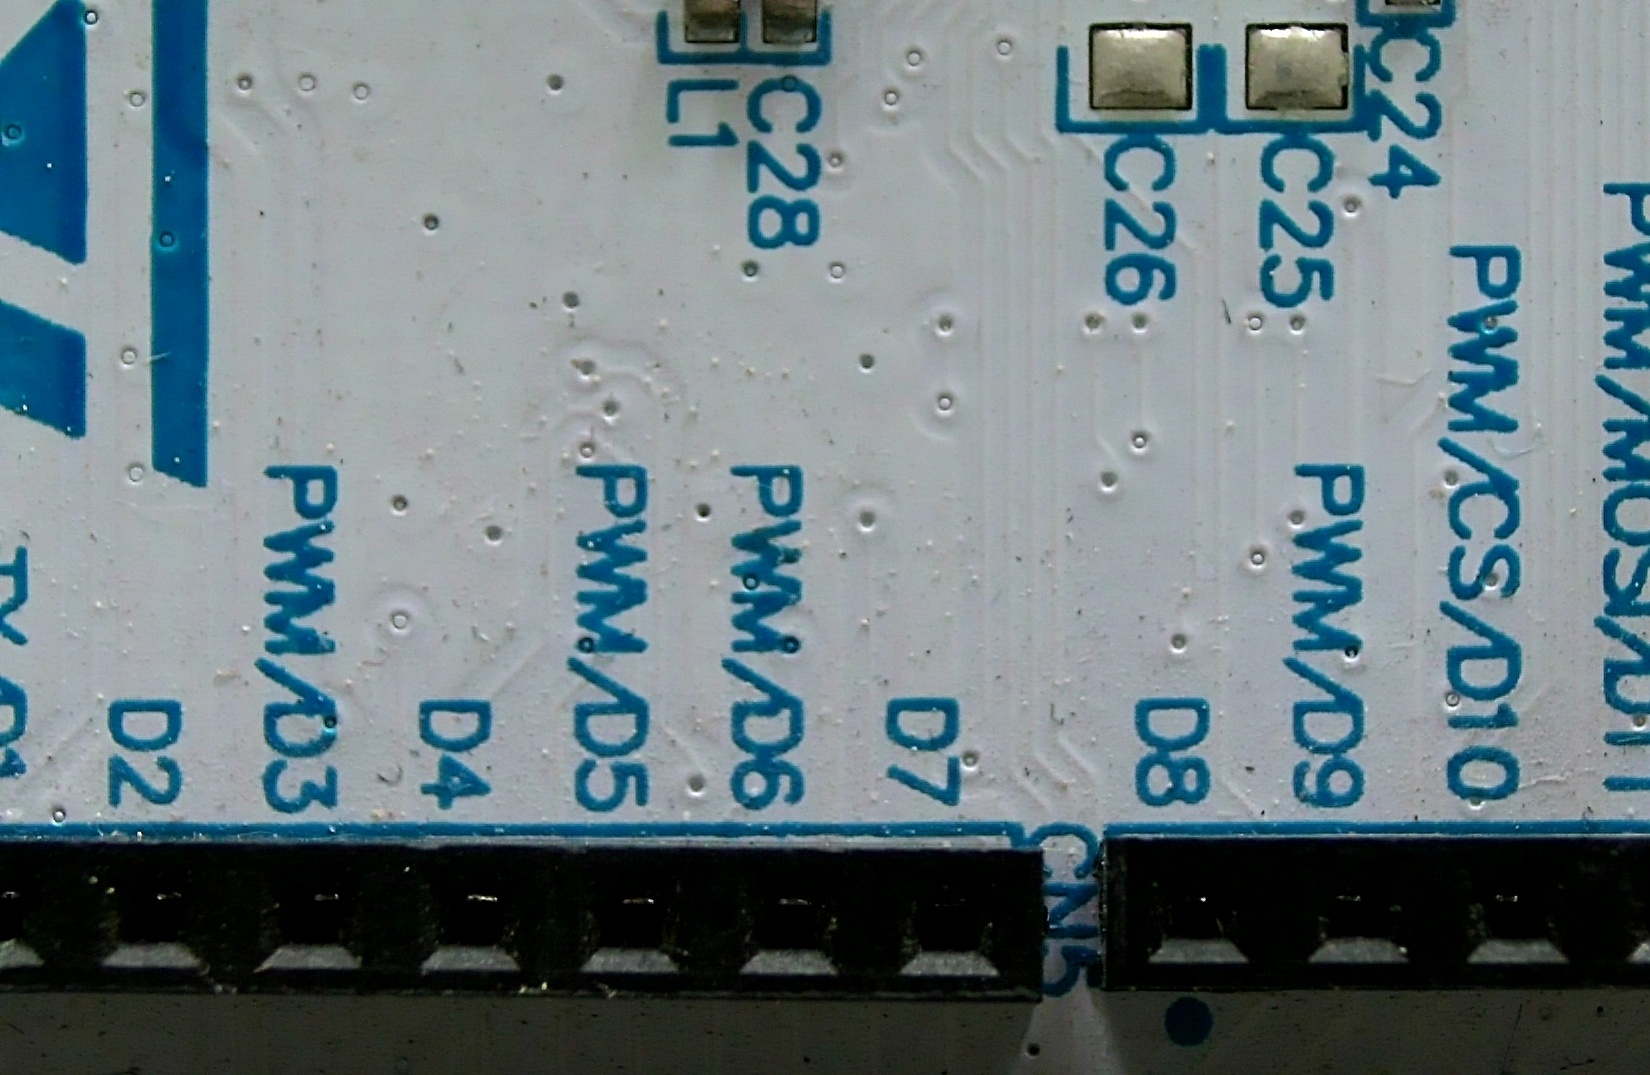 L1
C28
C26
C25
C24
TX/D1
D2
PWM/D3
D4
PWM/D5
PWM/D6
D7
D8
PWM/D9
PWM/CS/D10
PWM/MOSI/D11
CN5